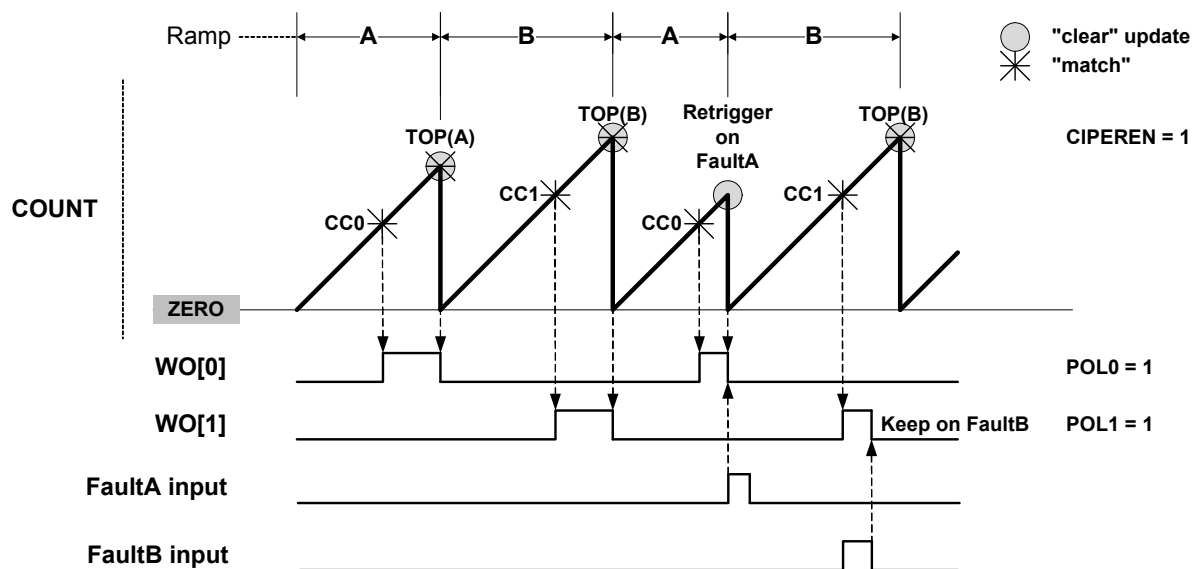 Ramp A B A B
"clear" update
"match"
TOP(A) TOP(B) Retrigger on FaultA TOP(B)
CIPEREN = 1
COUNT
CC0 CC1 CC0 CC1
ZERO
WO[0] POL0 = 1
WO[1] Keep on FaultB POL1 = 1
FaultA input
FaultB input